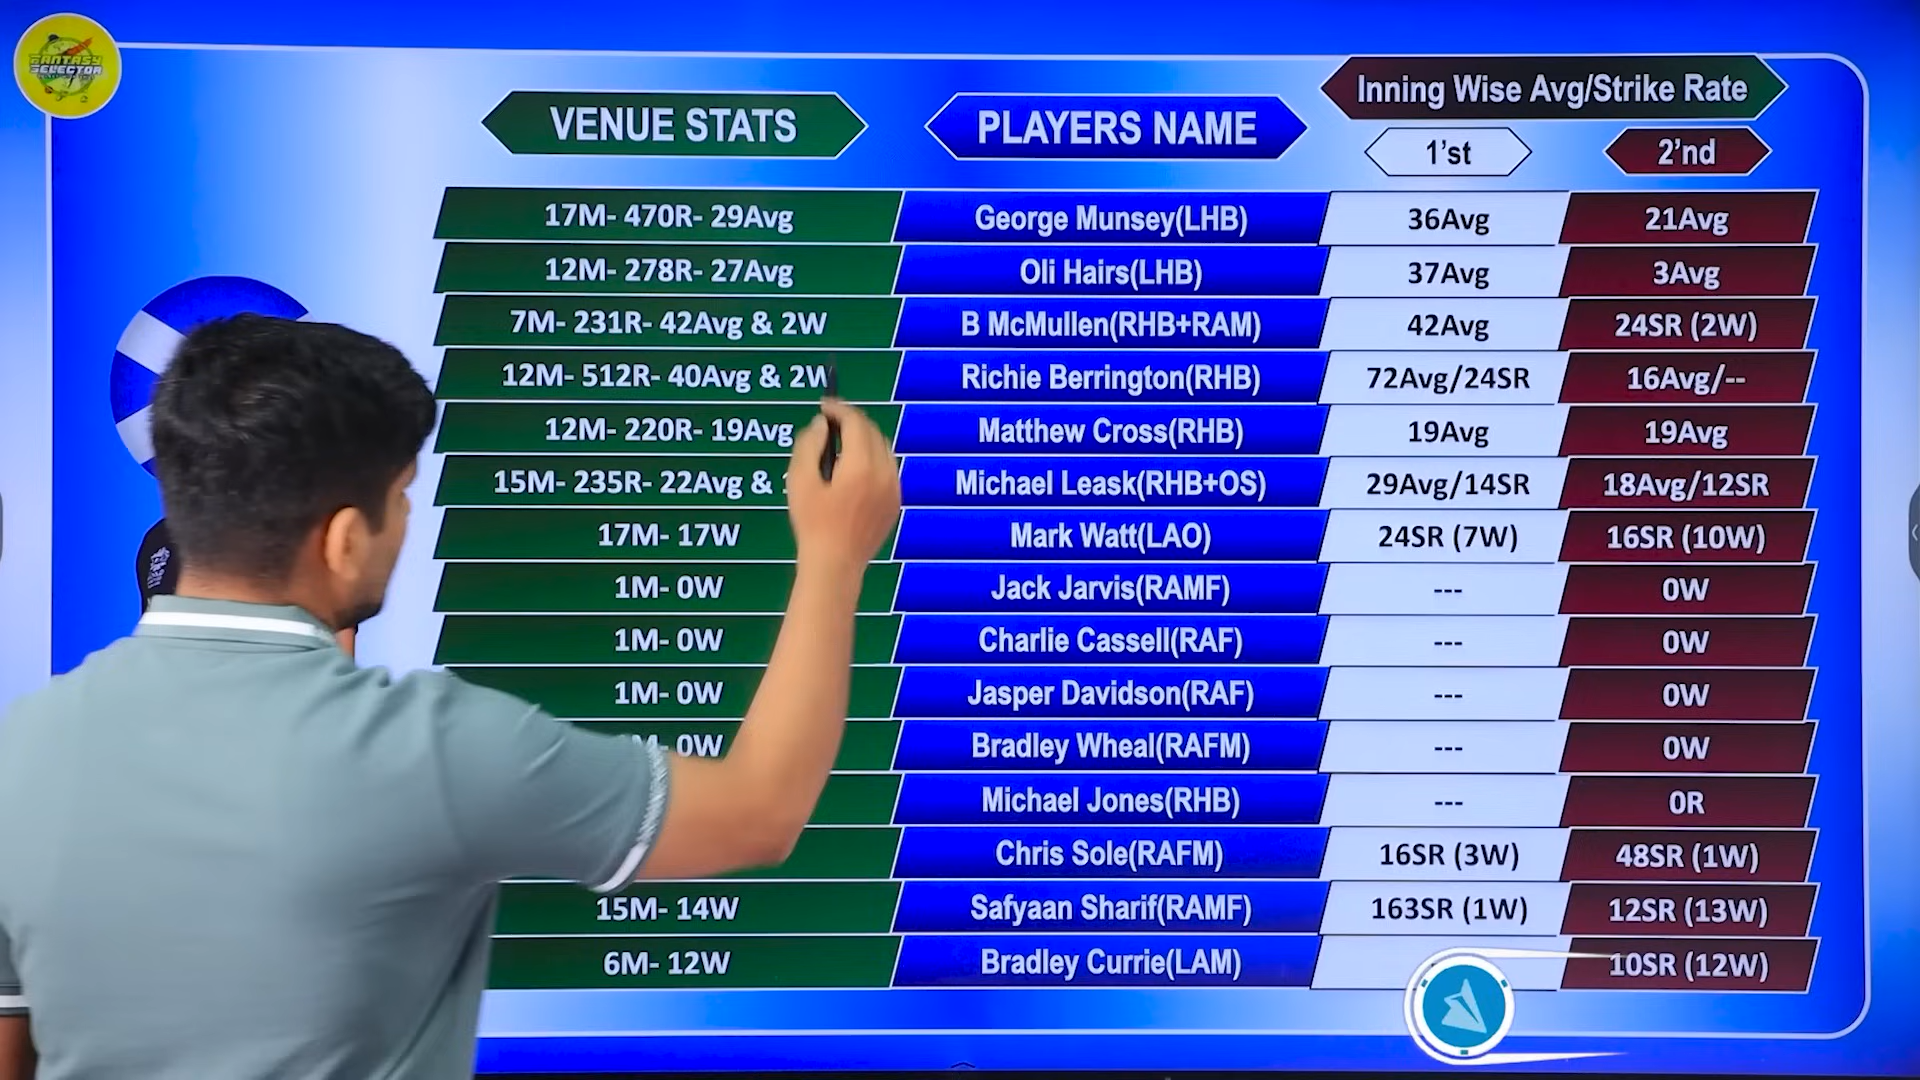 FANTASY
SELECTOR
VENUE STATS
PLAYERS NAME
Inning Wise Avg/Strike Rate
1'st
2'nd
17M- 470R- 29Avg George Munsey(LHB) 36Avg 21Avg
12M- 278R- 27Avg Oli Hairs(LHB) 37Avg 3Avg
7M- 231R- 42Avg & 2W B McMullen(RHB+RAM) 42Avg 24SR (2W)
12M- 512R- 40Avg & 2W Richie Berrington(RHB) 72Avg/24SR 16Avg/--
12M- 220R- 19Avg Matthew Cross(RHB) 19Avg 19Avg
15M- 235R- 22Avg & Michael Leask(RHB+OS) 29Avg/14SR 18Avg/12SR
17M- 17W Mark Watt(LAO) 24SR (7W) 16SR (10W)
1M- 0W Jack Jarvis(RAMF) --- 0W
1M- 0W Charlie Cassell(RAF) --- 0W
1M- 0W Jasper Davidson(RAF) --- 0W
0W Bradley Wheal(RAFM) --- 0W
Michael Jones(RHB) --- 0R
Chris Sole(RAFM) 16SR (3W) 48SR (1W)
15M- 14W Safyaan Sharif(RAMF) 163SR (1W) 12SR (13W)
6M- 12W Bradley Currie(LAM) 10SR (12W)